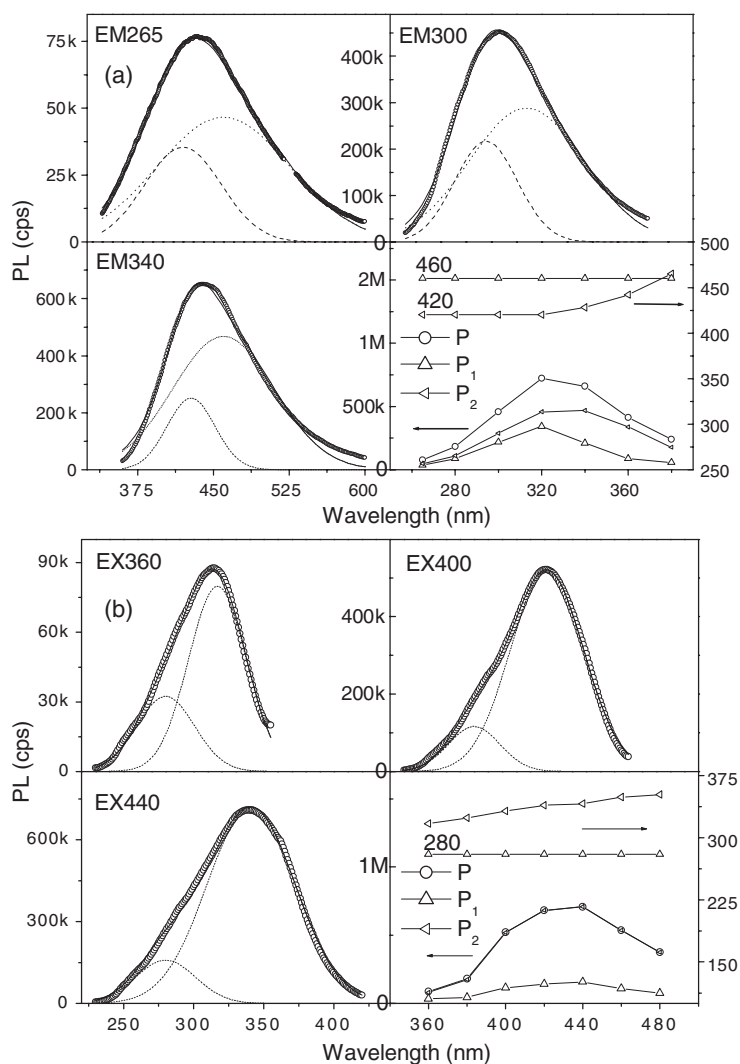 EM265
EM300
(a)
75k
50k
25k
0
400k
300k
200k
100k
0
PL (cps)
EM340
600k
400k
200k
0
375
450
525
600
500
450
400
350
300
250
2M
1M
500k
0
460
420
P
P1
P2
280
320
360
Wavelength (nm)
EX360
EX400
(b)
90k
60k
30k
0
400k
200k
0
PL (cps)
EX440
600k
300k
0
250
300
350
400
375
300
225
150
1M
0
280
P
P1
P2
360
400
440
480
Wavelength (nm)
Wavelength (nm)